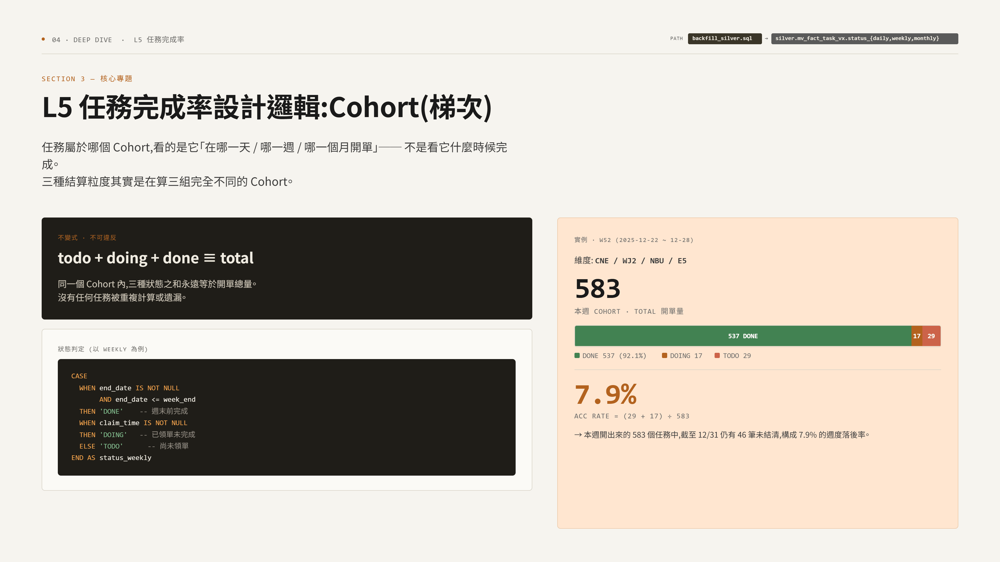 04 · DEEP DIVE · L5 任務完成率
PATH backfill_silver.sql → silver.mv_fact_task_vx.status_{daily,weekly,monthly}
SECTION 3 — 核心專題
L5 任務完成率設計邏輯:Cohort(梯次)
任務屬於哪個 Cohort,看的是它「在哪一天 / 哪一週 / 哪一個月開單」—— 不是看它什麼時候完
成。
三種結算粒度其實是在算三組完全不同的 Cohort。
不變式 · 不可違反
todo + doing + done ≡ total
同一個 Cohort 內,三種狀態之和永遠等於開單總量。
沒有任何任務被重複計算或遺漏。
狀態判定 (以 WEEKLY 為例)
CASE
WHEN end_date IS NOT NULL
AND end_date <= week_end
THEN 'DONE' -- 週末前完成
WHEN claim_time IS NOT NULL
THEN 'DOING' -- 已領單未完成
ELSE 'TODO' -- 尚未領單
END AS status_weekly
實例 · W52 (2025-12-22 ~ 12-28)
維度: CNE / WJ2 / NBU / E5
583
本週 COHORT · TOTAL 開單量
537 DONE 17 29
DONE 537 (92.1%) DOING 17 TODO 29
7.9%
ACC RATE = (29 + 17) ÷ 583
→ 本週開出來的 583 個任務中,截至 12/31 仍有 46 筆未結清,構成 7.9% 的週度落後率。